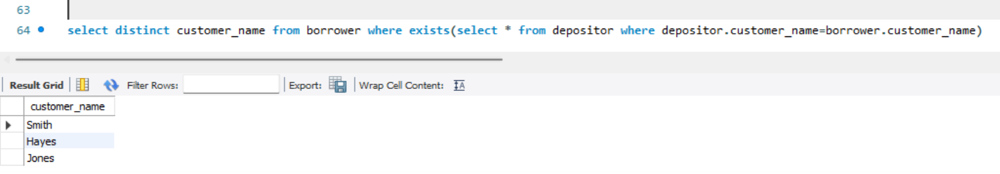 63
64 select distinct customer_name from borrower where exists(select * from depositor where depositor.customer_name=borrower.customer_name)
Result Grid Filter Rows: Export: Wrap Cell Content: IA
customer_name
Smith
Hayes
Jones